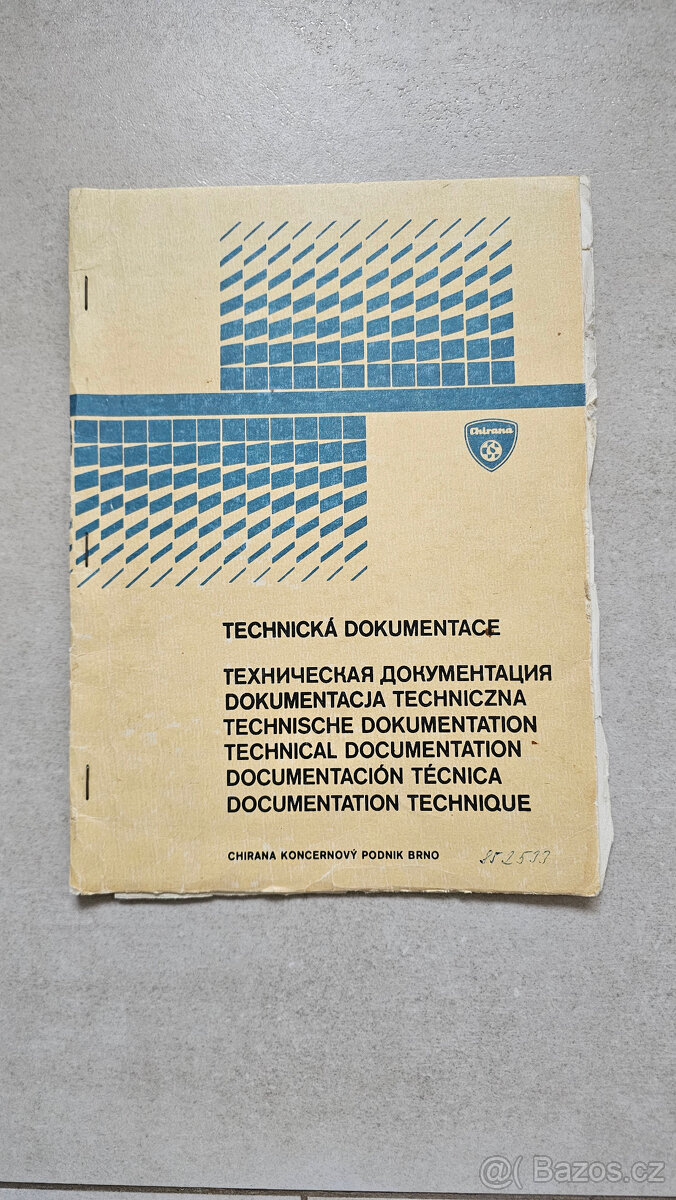 Chirana
TECHNICKÁ DOKUMENTACE
ТЕХНИЧЕСКАЯ ДОКУМЕНТАЦИЯ
DOKUMENTACJA TECHNICZNA
TECHNISCHE DOKUMENTATION
TECHNICAL DOCUMENTATION
DOCUMENTACIÓN TÉCNICA
DOCUMENTATION TECHNIQUE
CHIRANA KONCERNOVÝ PODNIK BRNO
@( Bazos.cz